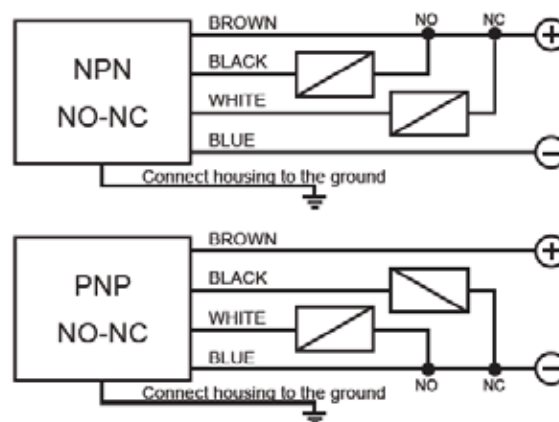 BROWN NO NC +
NPN BLACK
NO-NC WHITE
BLUE −
Connect housing to the ground
BROWN +
PNP BLACK
NO-NC WHITE
BLUE NO NC −
Connect housing to the ground